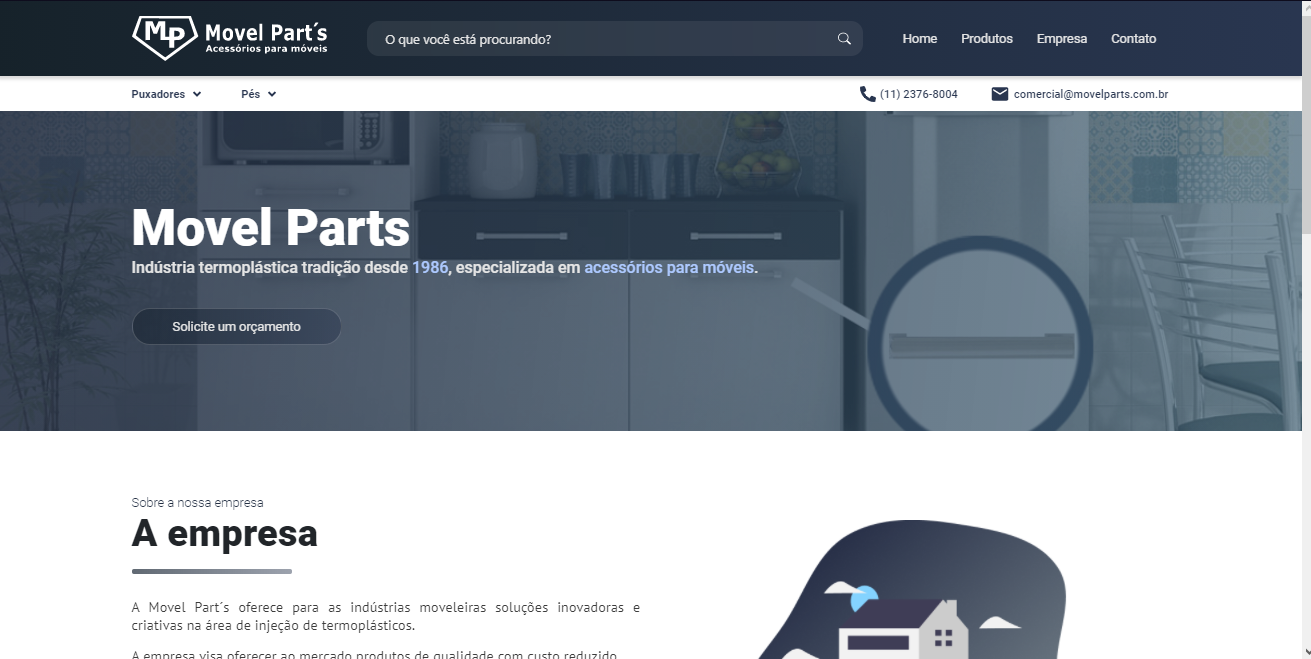 MP
Movel Part´s
Acessórios para móveis
O que você está procurando?
Home
Produtos
Empresa
Contato
Puxadores
Pés
(11) 2376-8004
comercial@movelparts.com.br
Movel Parts
Indústria termoplástica tradição desde 1986, especializada em acessórios para móveis.
Solicite um orçamento
Sobre a nossa empresa
A empresa
A Movel Part´s oferece para as indústrias moveleiras soluções inovadoras e
criativas na área de injeção de termoplásticos.
A empresa visa oferecer ao mercado produtos de qualidade com custo reduzido